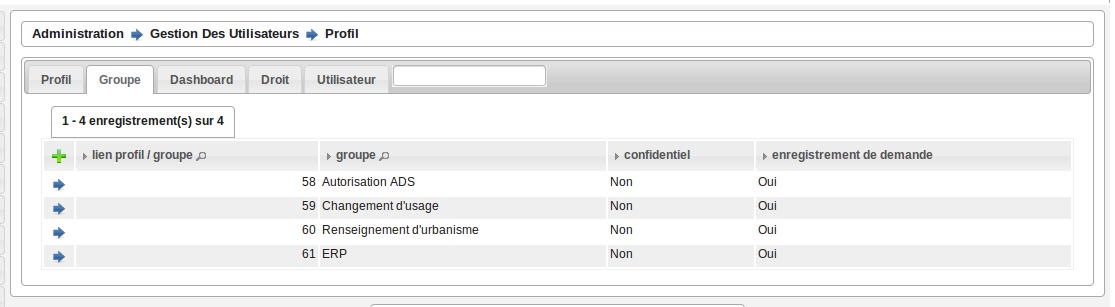 Administration Gestion Des Utilisateurs Profil
Profil Groupe Dashboard Droit Utilisateur
1 - 4 enregistrement(s) sur 4
lien profil / groupe groupe confidentiel enregistrement de demande
58 Autorisation ADS Non Oui
59 Changement d'usage Non Oui
60 Renseignement d'urbanisme Non Oui
61 ERP Non Oui